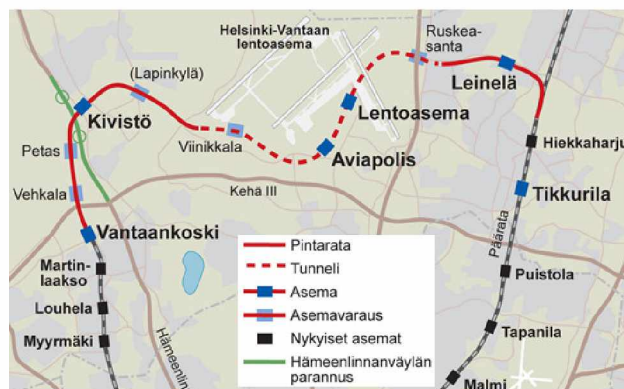 Helsinki-Vantaan
lentoasema
Ruskea-
santa
(Lapinkylä)
Leinelä
Kivistö
Lentoasema
Viinikkala
Hiekkaharju
Petas
Aviapolis
Kehä III
Tikkurila
Vehkala
Päärata
Vantaankoski
Martin-
laakso
Louhela
Myyrmäki
Hämeenlin
Puistola
Tapanila
Malmi
Pintarata
Tunneli
Asema
Asemavaraus
Nykyiset asemat
Hämeenlinnanväylän
parannus